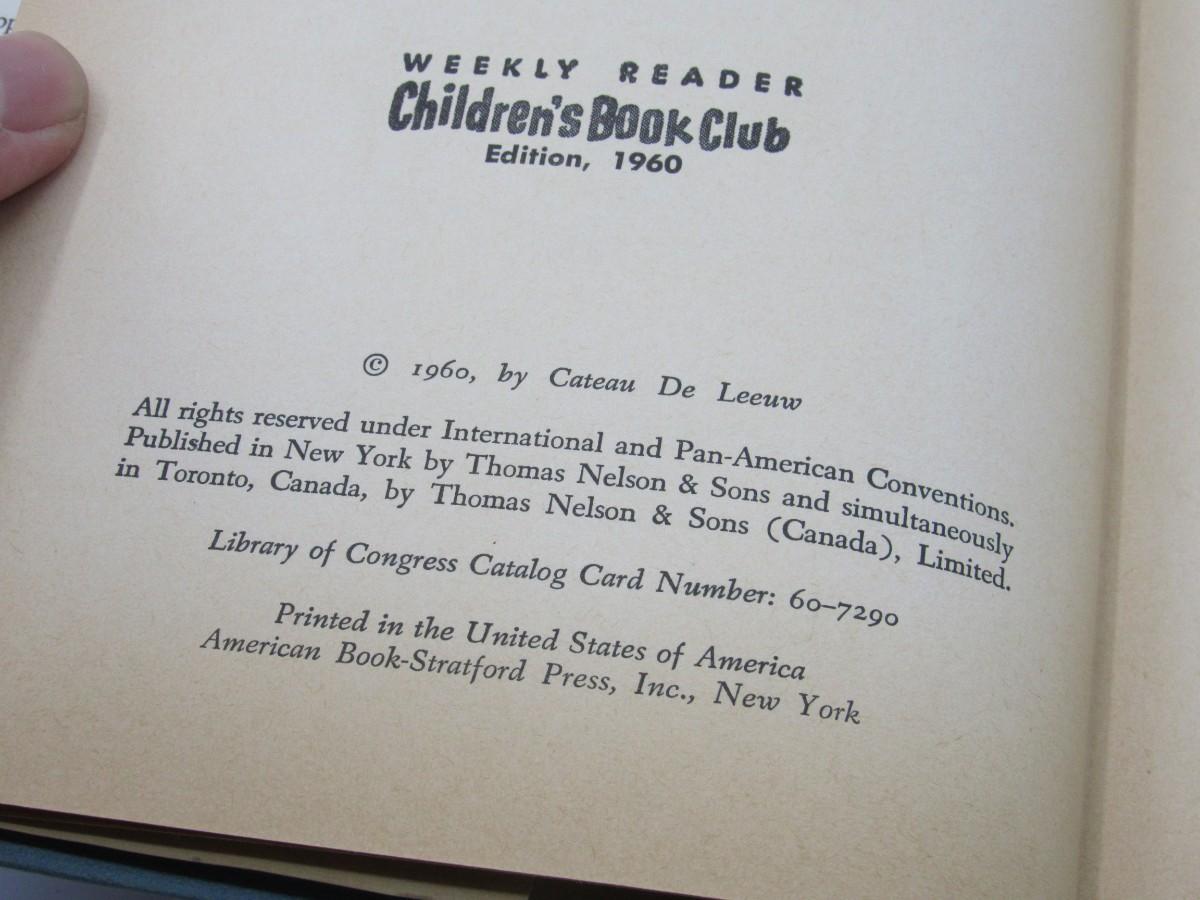 WEEKLY READER
Children's Book Club
Edition, 1960
© 1960, by Cateau De Leeuw
All rights reserved under International and Pan-American Conventions.
Published in New York by Thomas Nelson & Sons and simultaneously
in Toronto, Canada, by Thomas Nelson & Sons (Canada), Limited.
Library of Congress Catalog Card Number: 60–7290
Printed in the United States of America
American Book-Stratford Press, Inc., New York